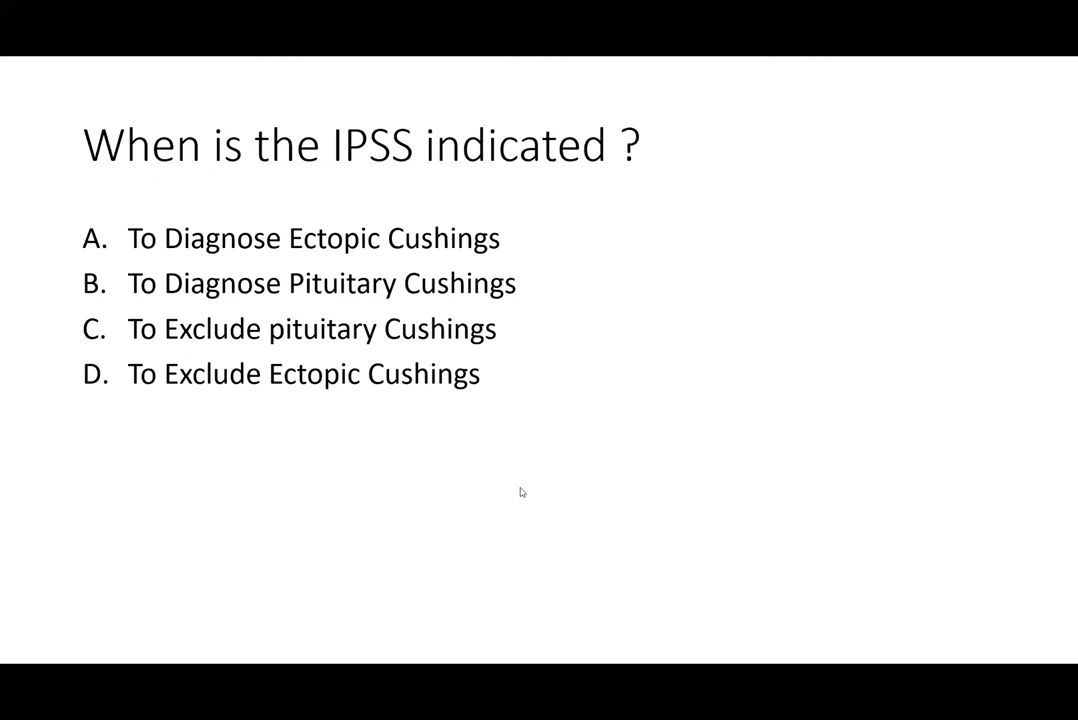 When is the IPSS indicated ?
A. To Diagnose Ectopic Cushings
B. To Diagnose Pituitary Cushings
C. To Exclude pituitary Cushings
D. To Exclude Ectopic Cushings